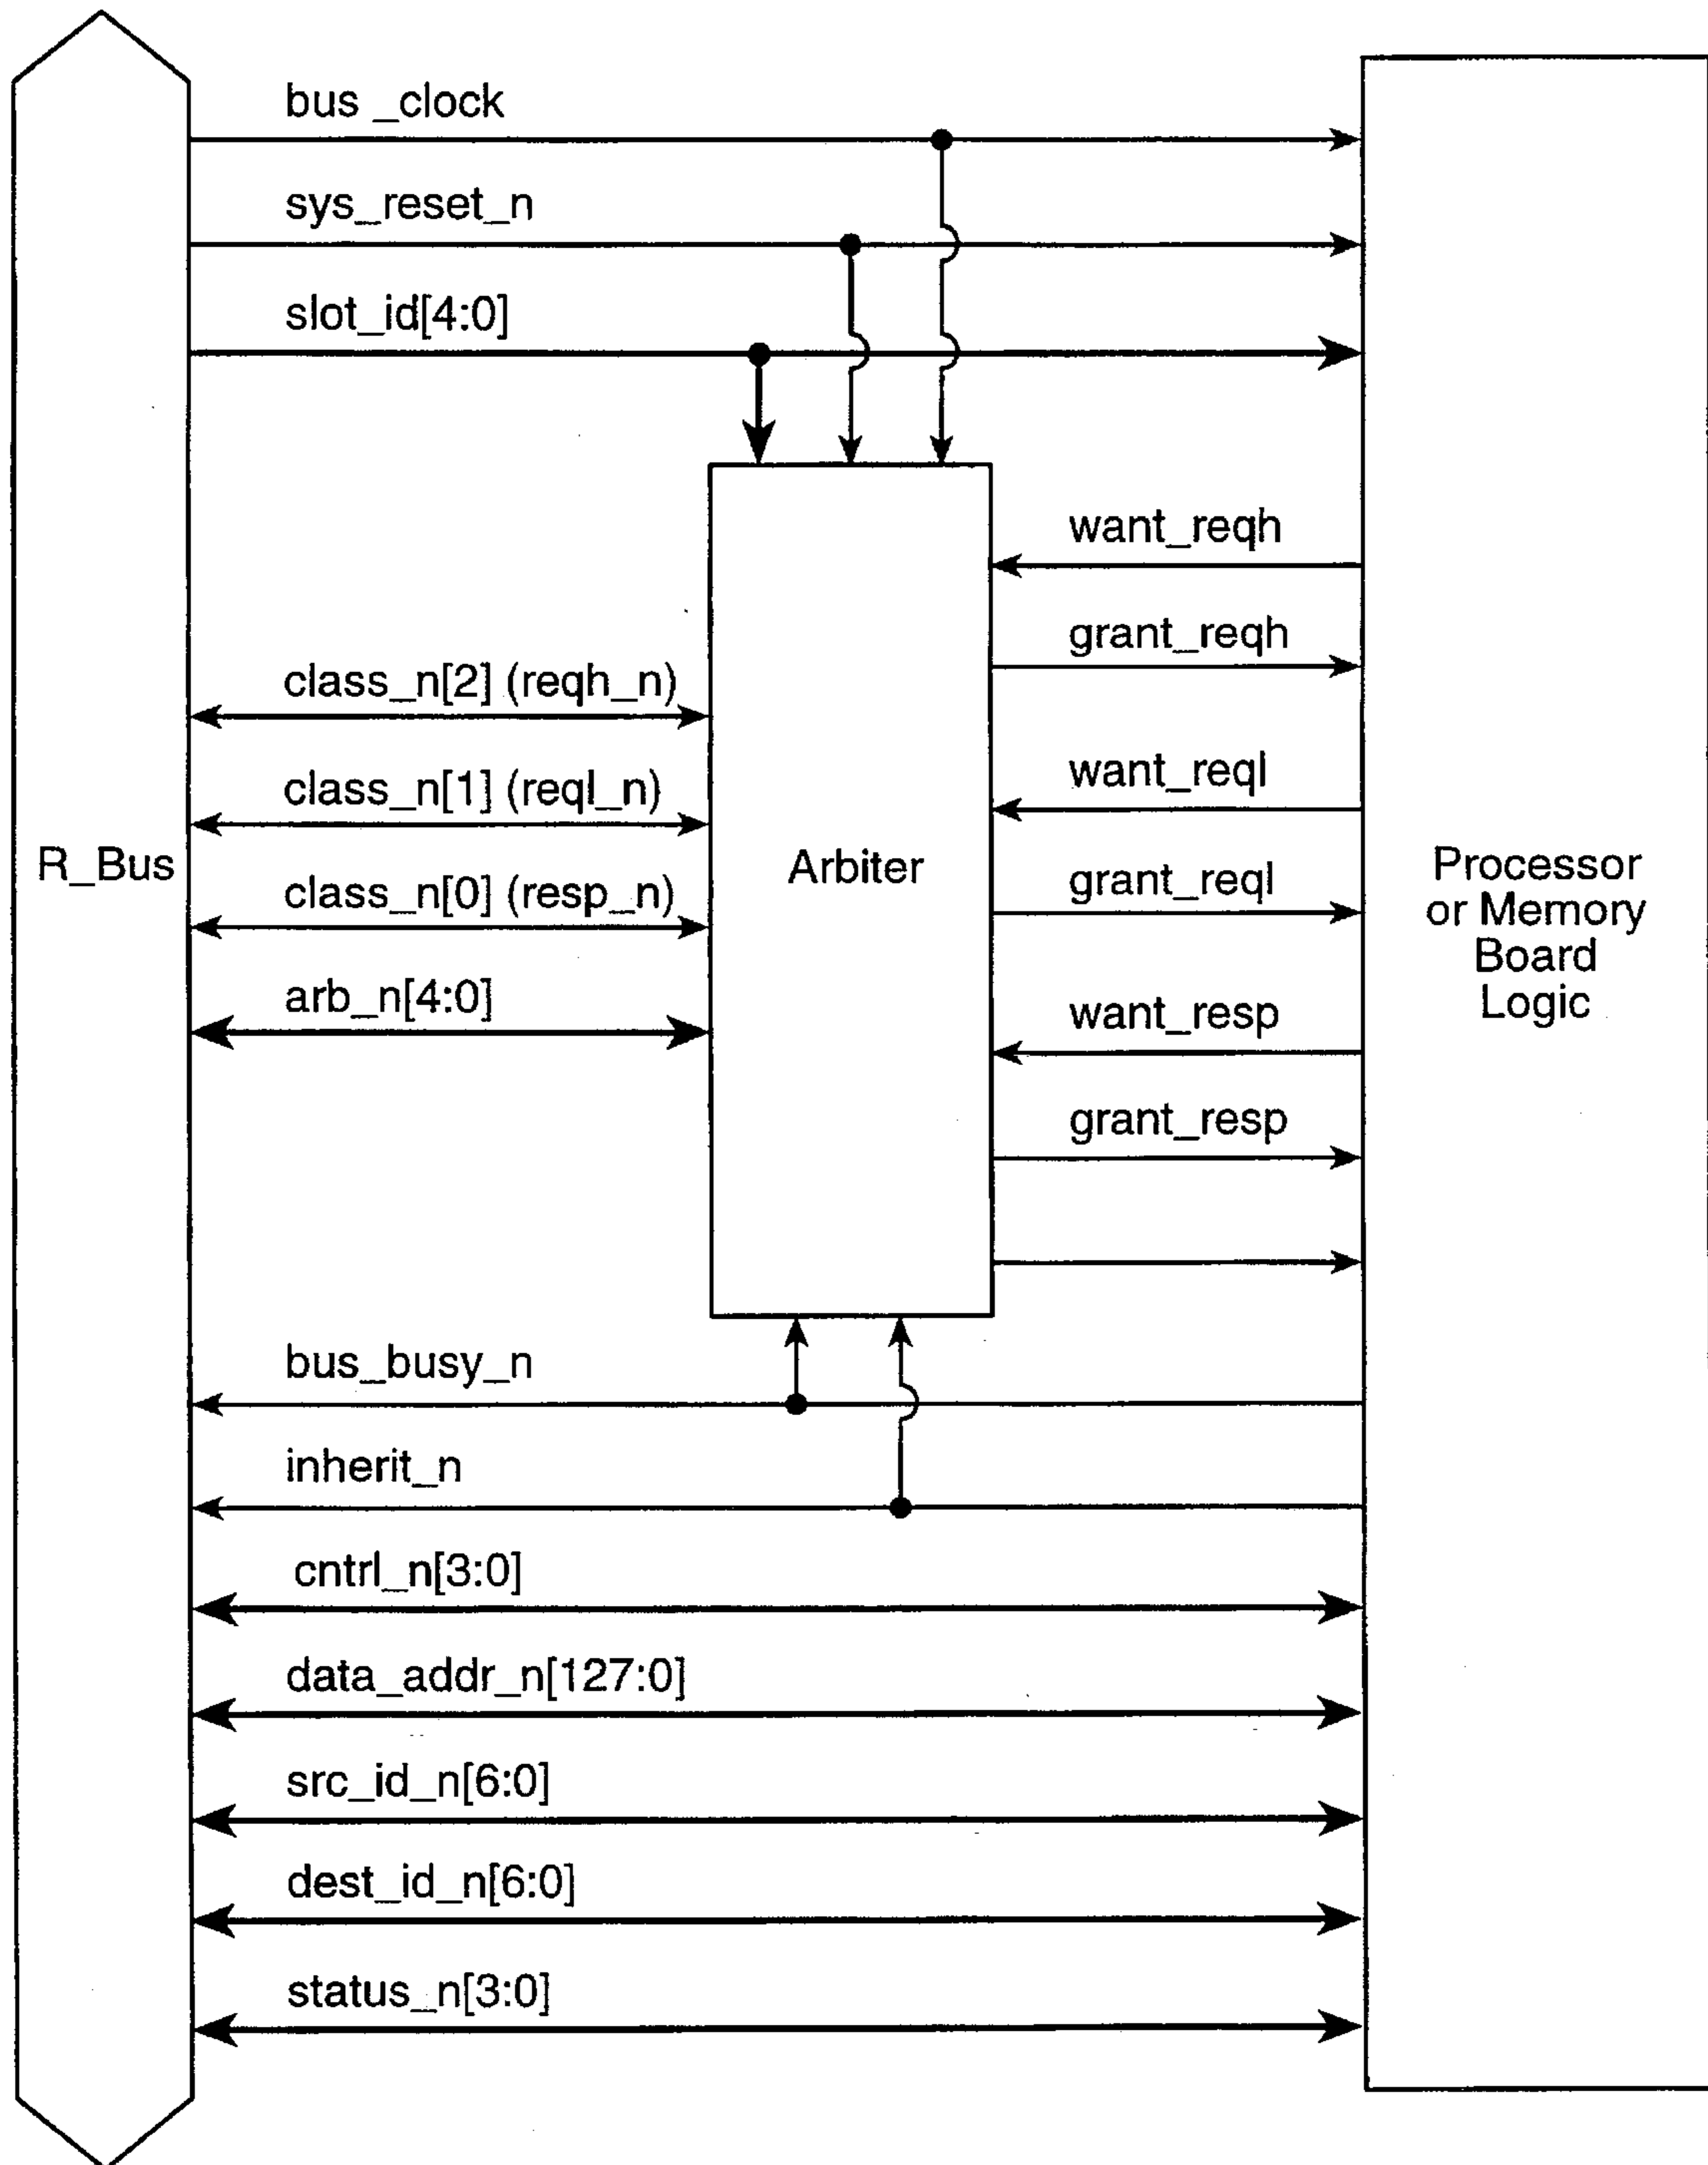 bus _clock
sys_reset_n
slot_id[4:0]
want_reqh
grant_reqh
class_n[2] (reqh_n)
want_reql
class_n[1] (reql_n)
R_Bus
Arbiter
Processor
or Memory
Board
Logic
grant_reql
class_n[0] (resp_n)
arb_n[4:0]
want_resp
grant_resp
bus_busy_n
inherit_n
cntrl_n[3:0]
data_addr_n[127:0]
src_id_n[6:0]
dest_id_n[6:0]
status_n[3:0]